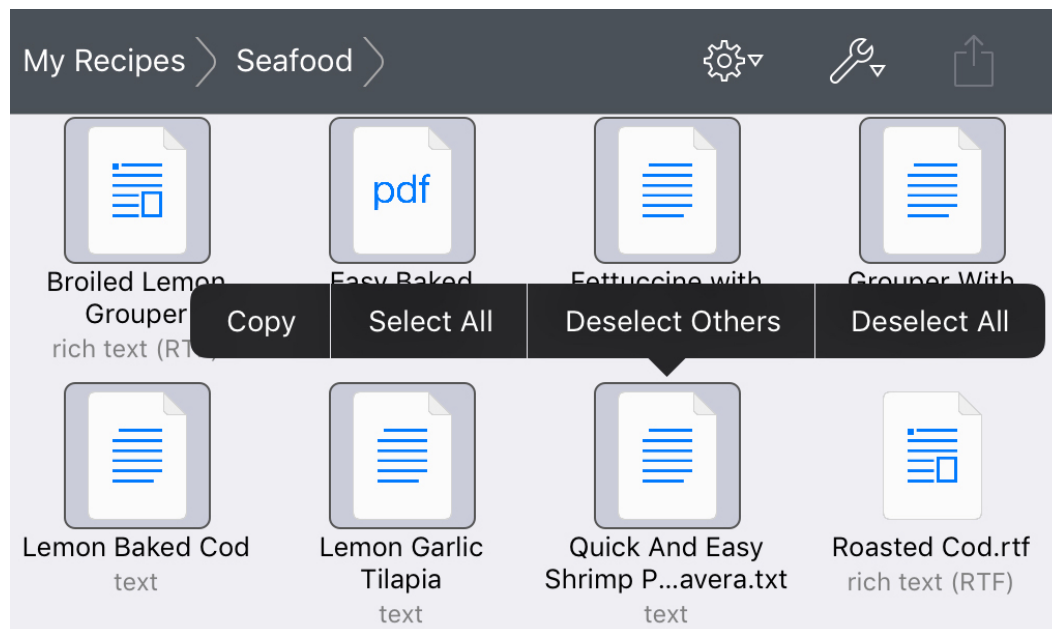 My Recipes
Seafood
pdf
Broiled Lemon
Grouper
rich text (RT
Easy Baked
Fettuccine with
Grouper With
Copy
Select All
Deselect Others
Deselect All
Lemon Baked Cod
text
Lemon Garlic
Tilapia
text
Quick And Easy
Shrimp P...avera.txt
text
Roasted Cod.rtf
rich text (RTF)